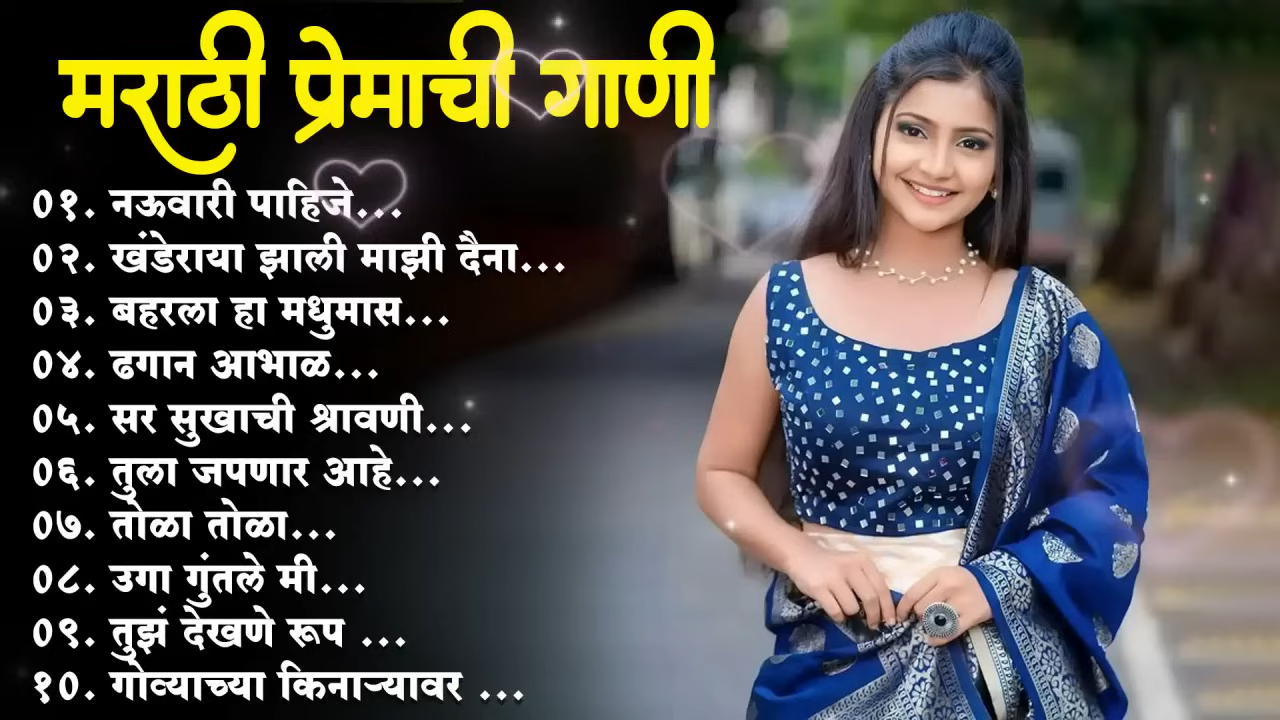 मराठी प्रेमाची गाणी
०१. नऊवारी पाहिजे...
०२. खंडेराया झाली माझी दैना...
०३. बहरला हा मधुमास...
०४. ढगान आभाळ...
०५. सर सुखाची श्रावणी...
०६. तुला जपणार आहे...
०७. तोळा तोळा...
०८. उगा गुंतले मी...
०९. तुझं देखणे रूप ...
१०. गोव्याच्या किनाऱ्यावर ...